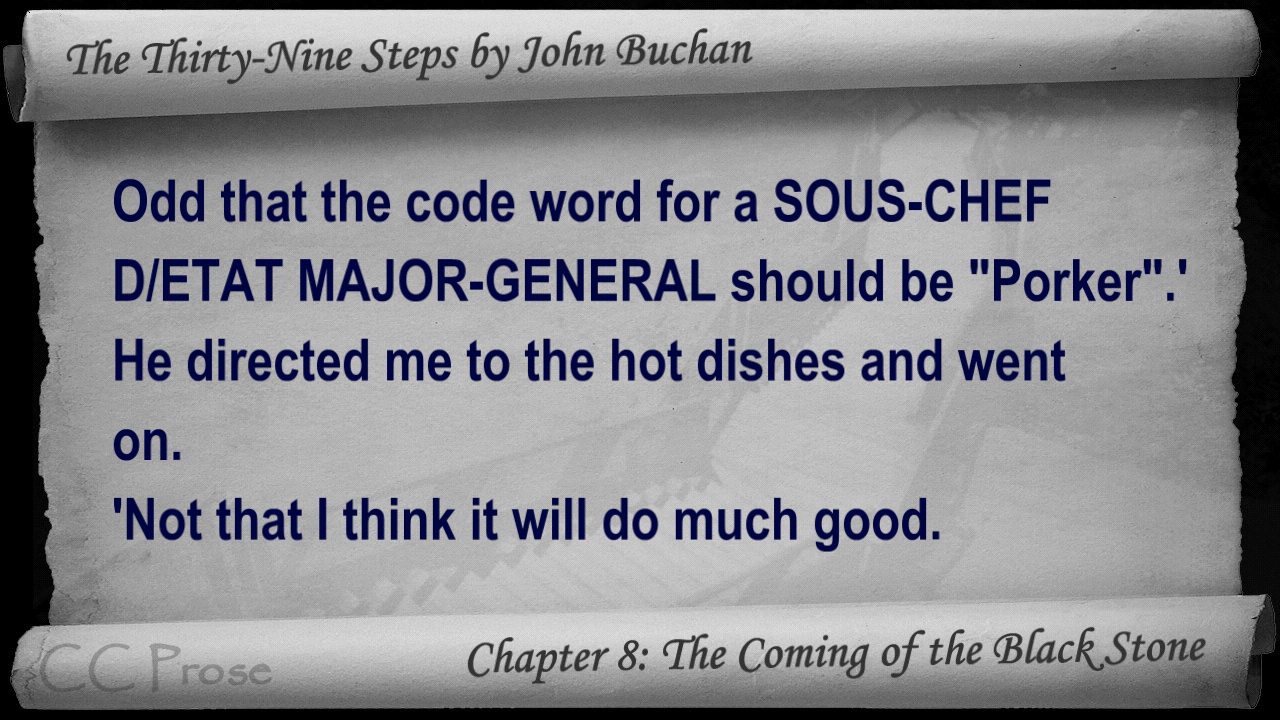 The Thirty-Nine Steps by John Buchan
Odd that the code word for a SOUS-CHEF
D/ETAT MAJOR-GENERAL should be "Porker".'
He directed me to the hot dishes and went
on.
'Not that I think it will do much good.
CC Prose
Chapter 8: The Coming of the Black Stone